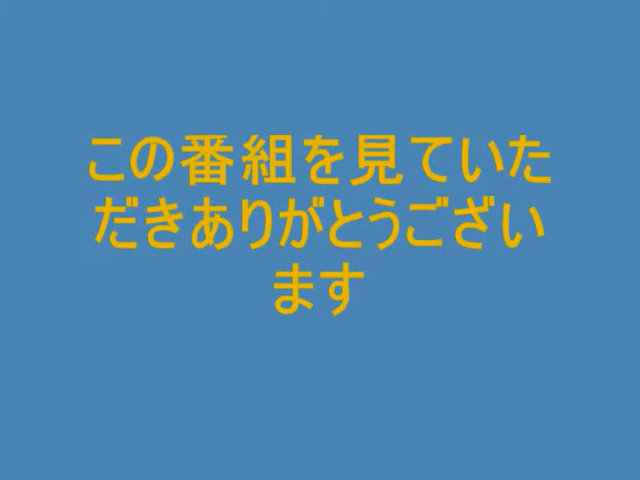 この番組を見ていた
だきありがとうござい
ます